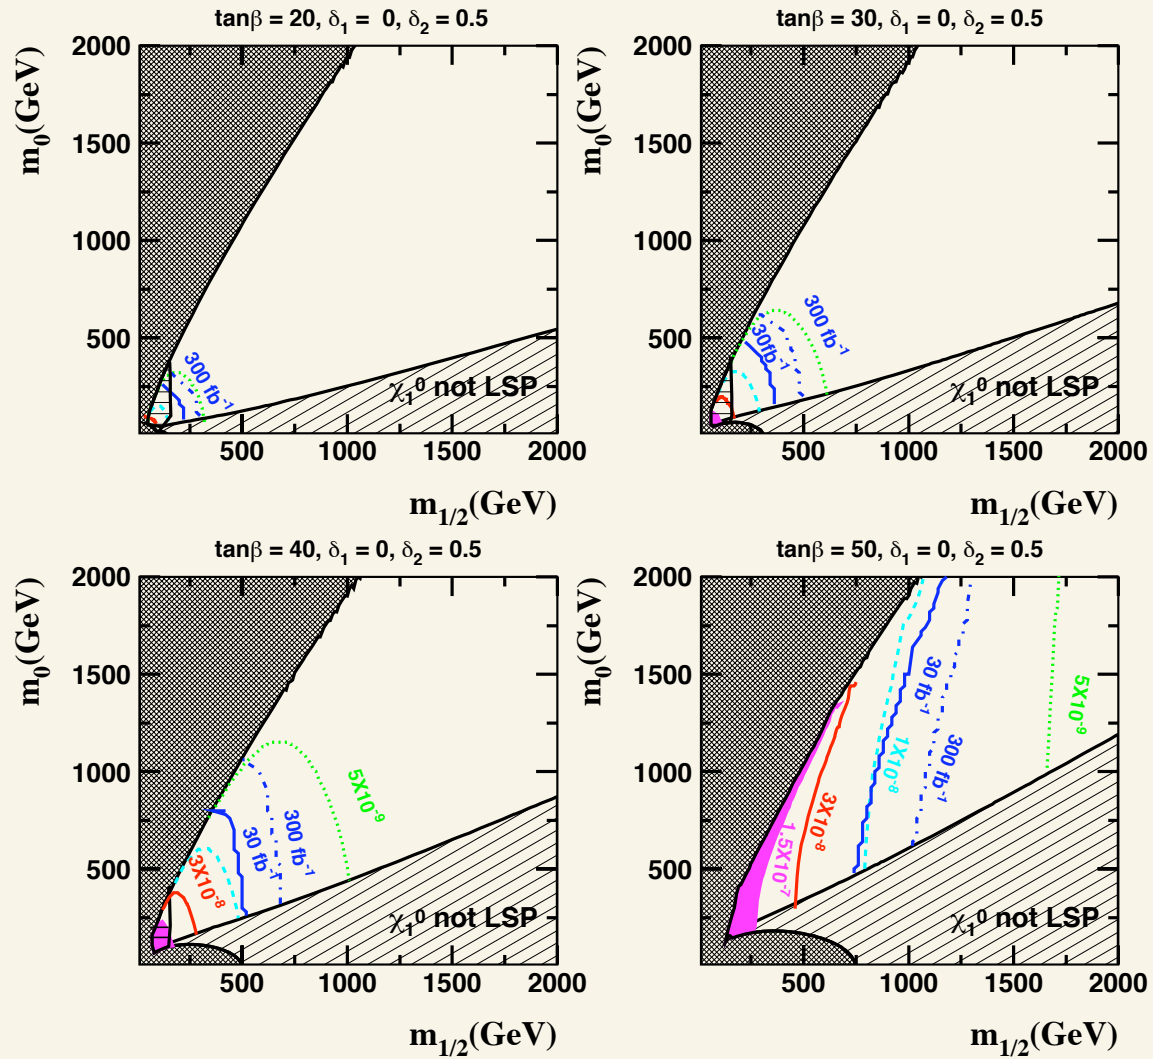 tanβ = 20, δ₁ = 0, δ₂ = 0.5
m₀(GeV)
2000
1500
1000
500
300 fb⁻¹
χ₁⁰ not LSP
500 1000 1500 2000
m₁/₂(GeV)
tanβ = 30, δ₁ = 0, δ₂ = 0.5
m₀(GeV)
2000
1500
1000
500
300 fb⁻¹
30fb⁻¹
χ₁⁰ not LSP
500 1000 1500 2000
m₁/₂(GeV)
tanβ = 40, δ₁ = 0, δ₂ = 0.5
m₀(GeV)
2000
1500
1000
500
5X10⁻⁹
300 fb⁻¹
30 fb⁻¹
3X10⁻⁸
χ₁⁰ not LSP
500 1000 1500 2000
m₁/₂(GeV)
tanβ = 50, δ₁ = 0, δ₂ = 0.5
m₀(GeV)
2000
1500
1000
500
30 fb⁻¹
5X10⁻⁹
1X10⁻⁸
300 fb⁻¹
3X10⁻⁸
1.5X10⁻⁷
χ₁⁰ not LSP
500 1000 1500 2000
m₁/₂(GeV)